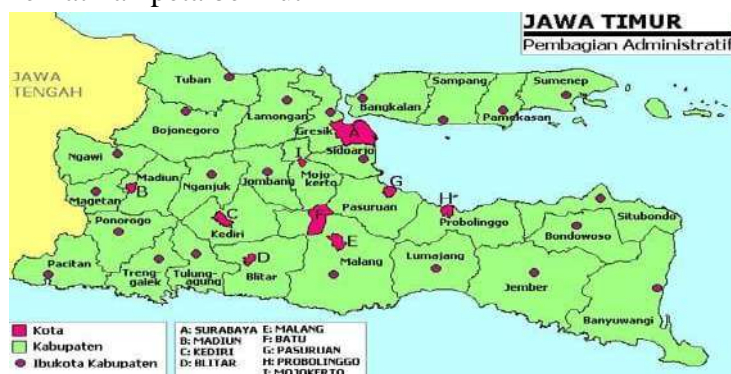 JAWA TIMUR
Pembagian Administratif
JAWA
TENGAH
Tuban
Bojonegoro
Lamongan
Gresik
Bangkalan
Sampang
Pamekasan
Sumenep
A
Sidoarjo
I
Mojo-
kerto
Ngawi
Madiun
B
Magetan
Nganjuk
Jombang
Ponorogo
C
Kediri
F
Pasuruan
G
H
Probolinggo
Situbondo
Bondowoso
Pacitan
Treng-
galek
Tulung-
agung
D
Blitar
E
Malang
Lumajang
Jember
Banyuwangi
Kota
Kabupaten
Ibukota Kabupaten
A: SURABAYA E: MALANG
B: MADIUN F: BATU
C: KEDIRI G: PASURUAN
D: BLITAR H: PROBOLINGGO
I: MOJOKERTO